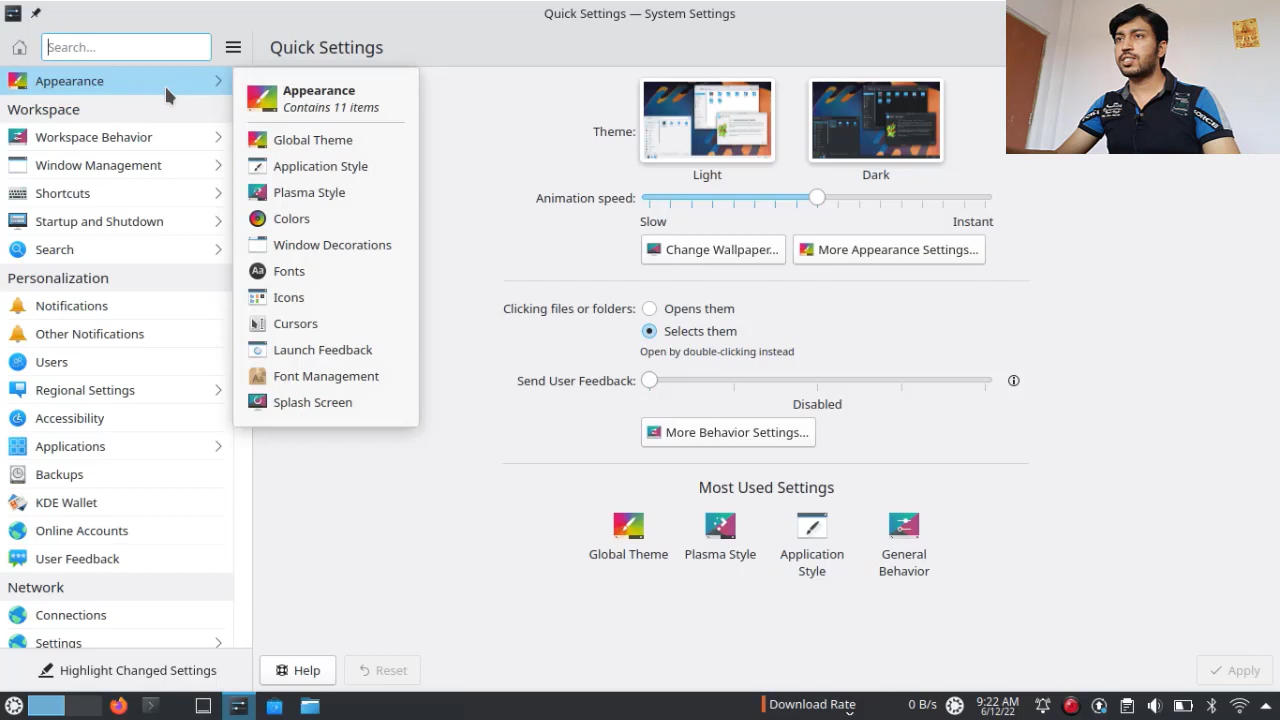 Quick Settings — System Settings
Search...
Quick Settings
Appearance
Workspace
Workspace Behavior
Window Management
Shortcuts
Startup and Shutdown
Search
Personalization
Notifications
Other Notifications
Users
Regional Settings
Accessibility
Applications
Backups
KDE Wallet
Online Accounts
User Feedback
Network
Connections
Settings
Highlight Changed Settings
Appearance
Contains 11 items
Global Theme
Application Style
Plasma Style
Colors
Window Decorations
Aa Fonts
Icons
Cursors
Launch Feedback
Font Management
Splash Screen
Theme:
Light
Dark
Animation speed:
Slow
Instant
Change Wallpaper...
More Appearance Settings...
Clicking files or folders:
Opens them
Selects them
Open by double-clicking instead
Send User Feedback:
Disabled
More Behavior Settings...
Most Used Settings
Global Theme
Plasma Style
Application
Style
General
Behavior
Help
Reset
Apply
Download Rate
0 B/s
9:22 AM
6/12/22